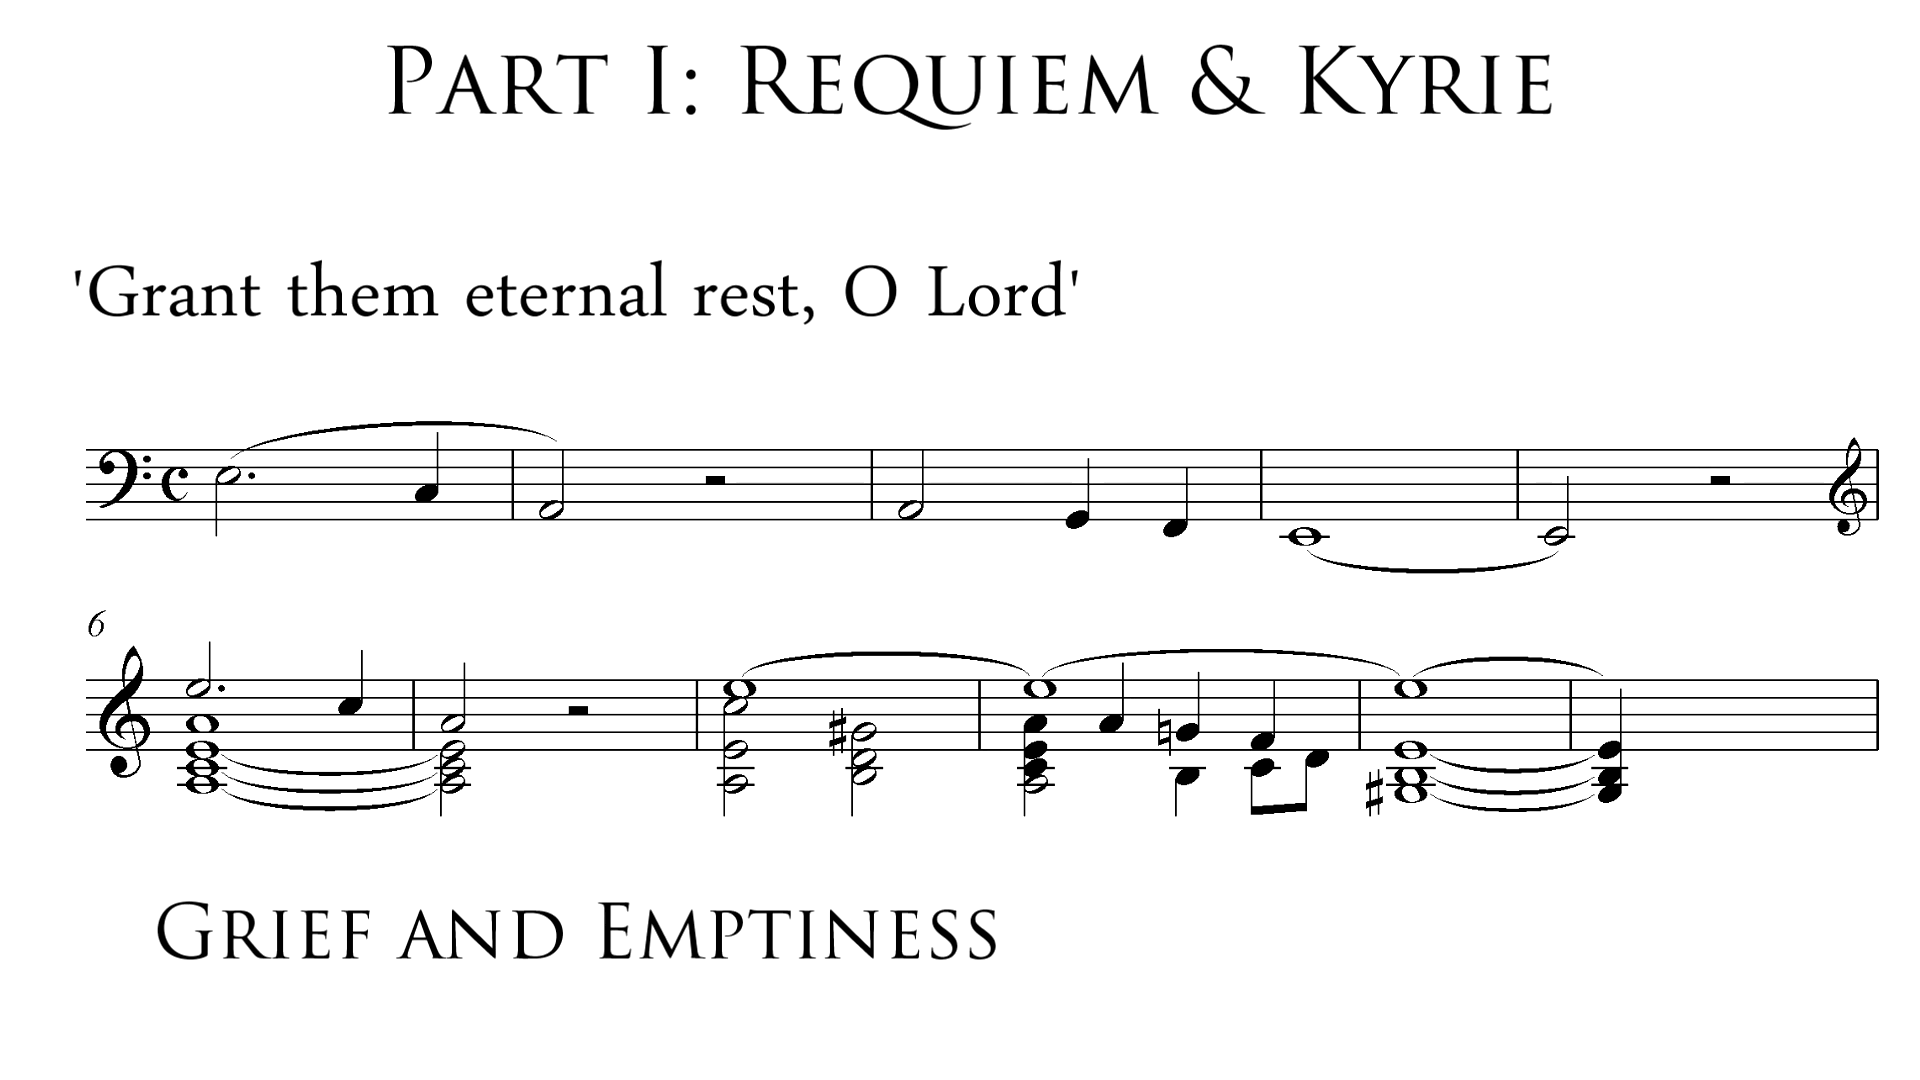 PART I: REQUIEM & KYRIE
'Grant them eternal rest, O Lord'
6
GRIEF AND EMPTINESS